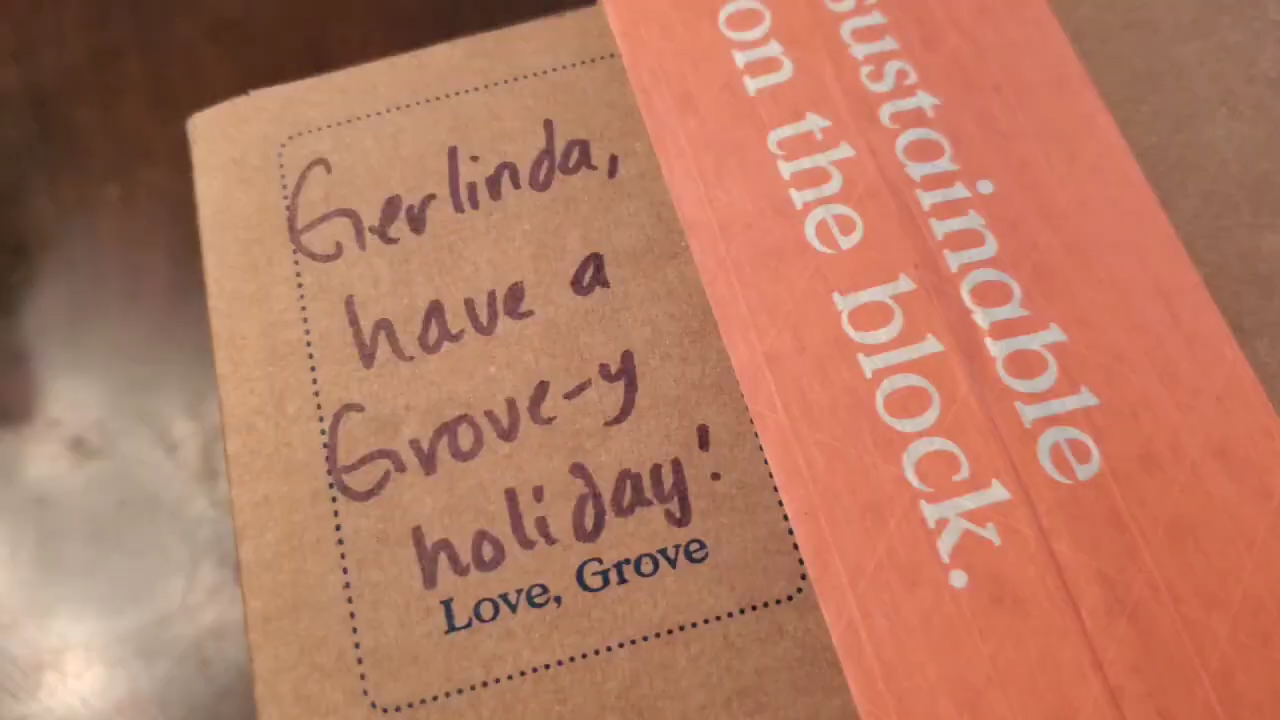 Gerlinda,
have a
Grove-y
holiday!
Love, Grove
sustainable
on the block.